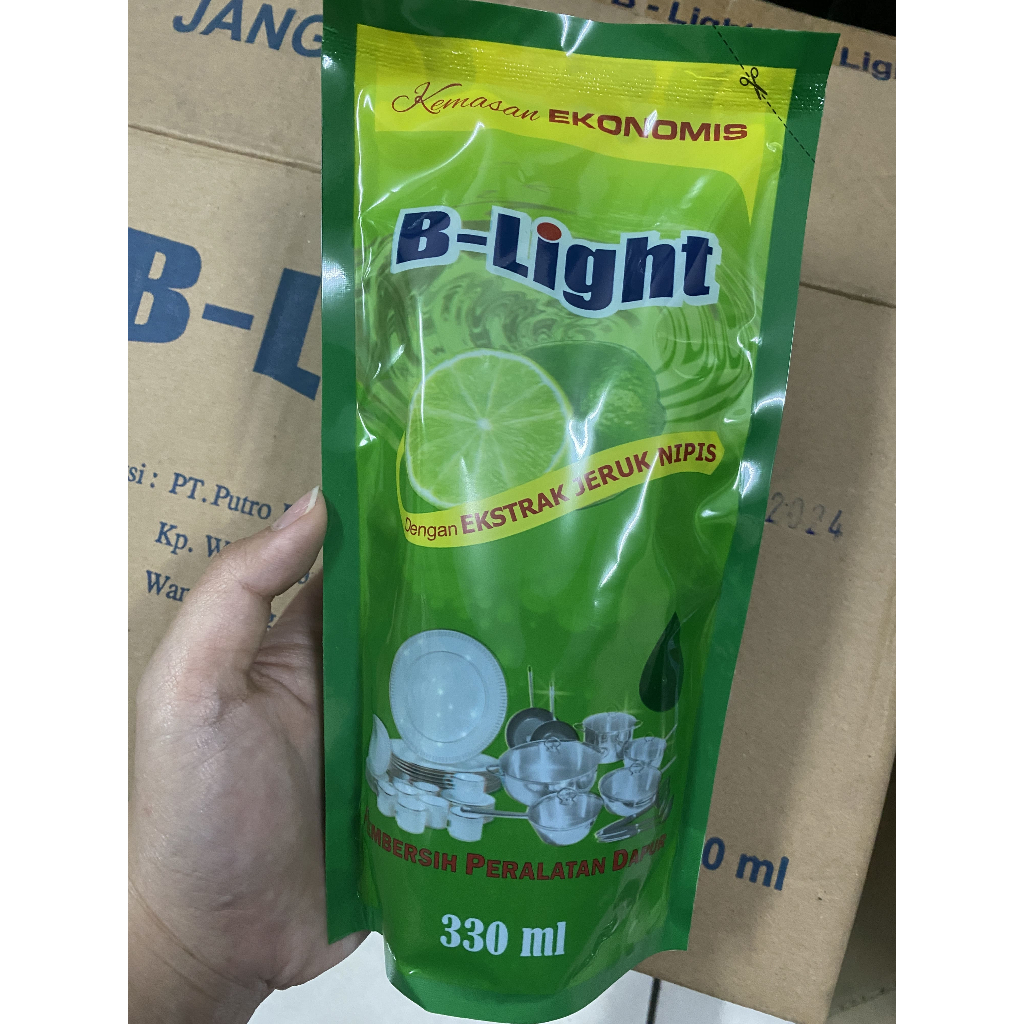 JANG
B - Light
Lig
Kemasan EKONOMIS
B-Light
B-L
Dengan EKSTRAK JERUK NIPIS
si : PT. Putro
Kp. W
War
2024
PEMBERSIH PERALATAN DAPUR
0 ml
330 ml